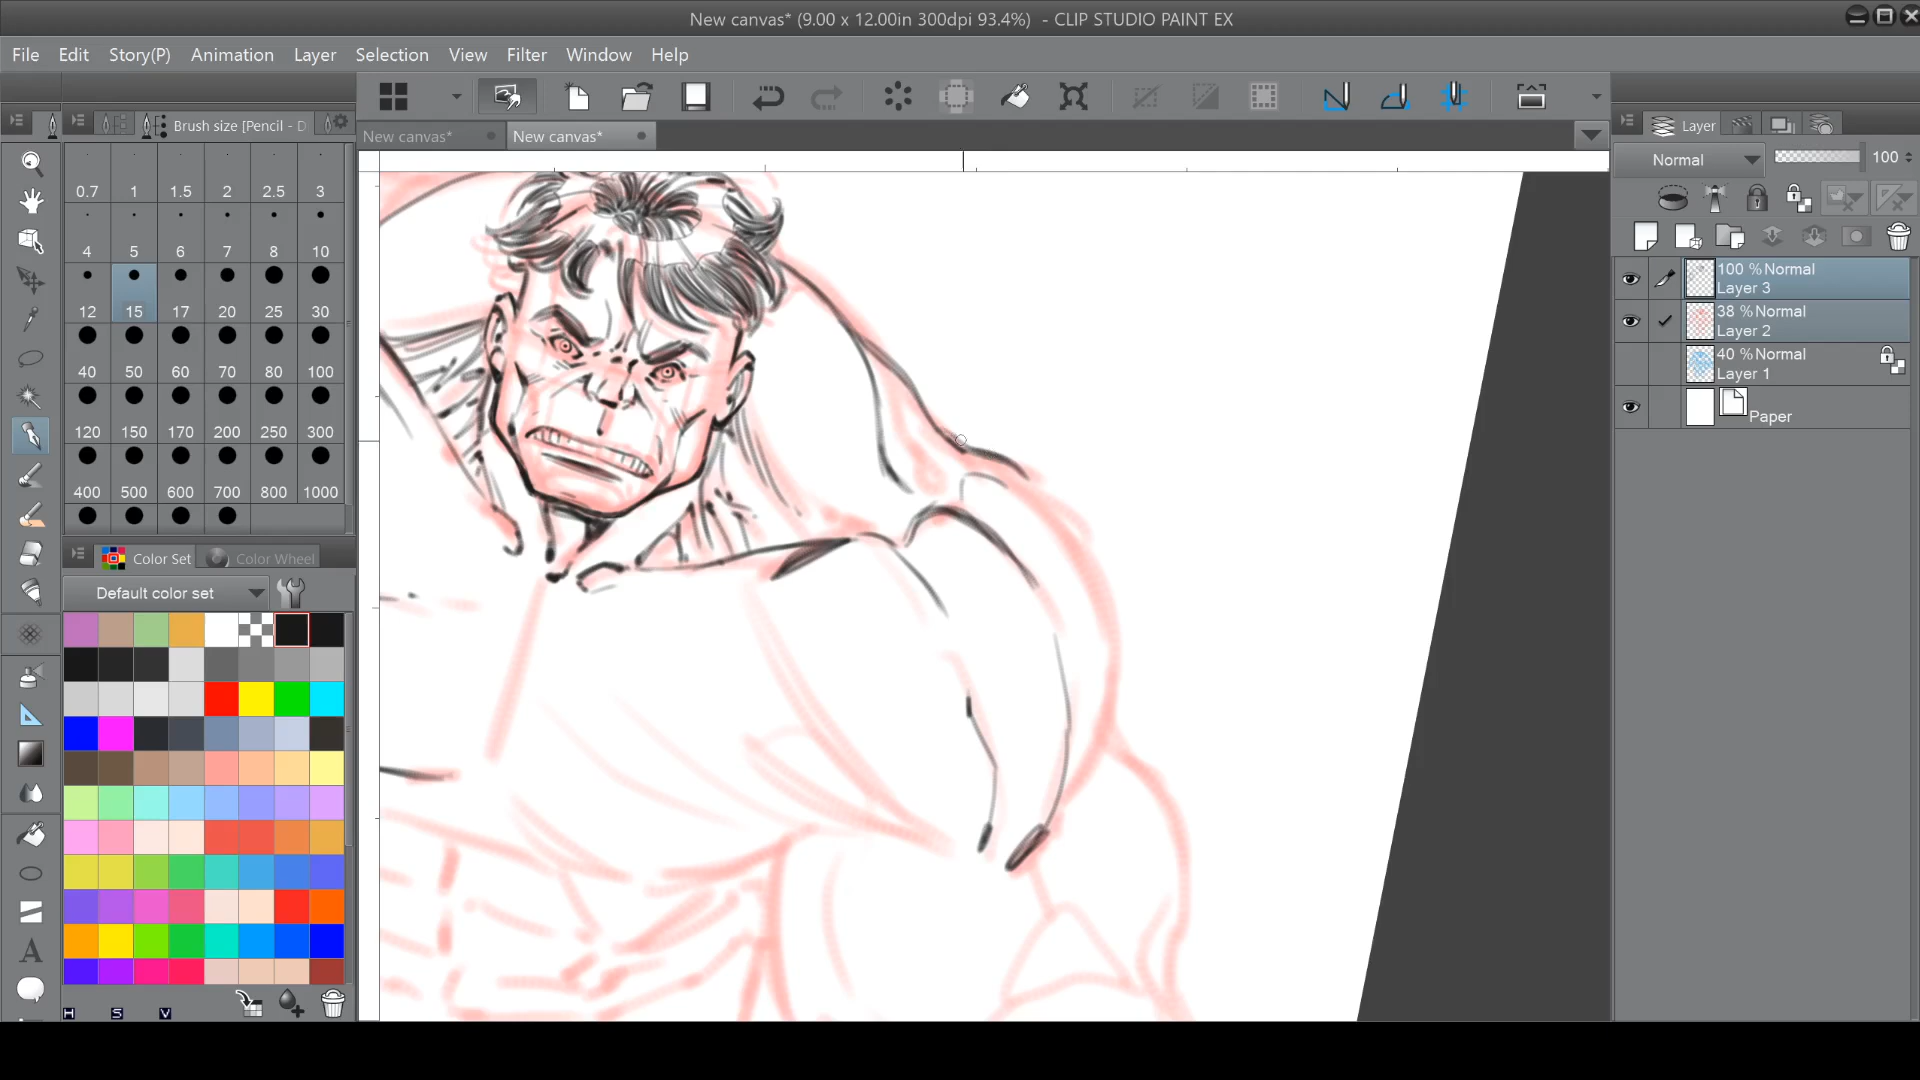 New canvas* (9.00 x 12.00in 300dpi 93.4%) - CLIP STUDIO PAINT EX
File Edit Story(P) Animation Layer Selection View Filter Window Help
Brush size [Pencil - D
New canvas* New canvas*
Layer
Normal 100
0.7 1 1.5 2 2.5 3
4 5 6 7 8 10
12 15 17 20 25 30
40 50 60 70 80 100
120 150 170 200 250 300
400 500 600 700 800 1000
100 %Normal
Layer 3
38 %Normal
Layer 2
40 %Normal
Layer 1
Paper
Color Set Color Wheel
Default color set
A
H S V